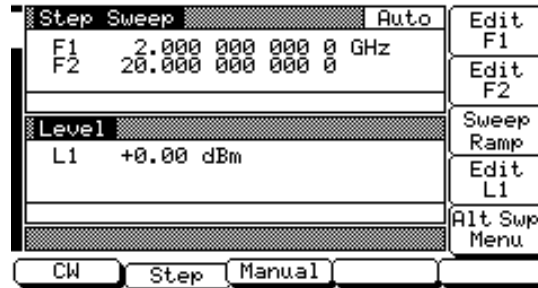 Step Sweep Auto
F1 2.000 000 000 0 GHz
F2 20.000 000 000 0
Level
L1 +0.00 dBm
Edit
F1
Edit
F2
Sweep
Ramp
Edit
L1
Alt Swp
Menu
CW Step Manual